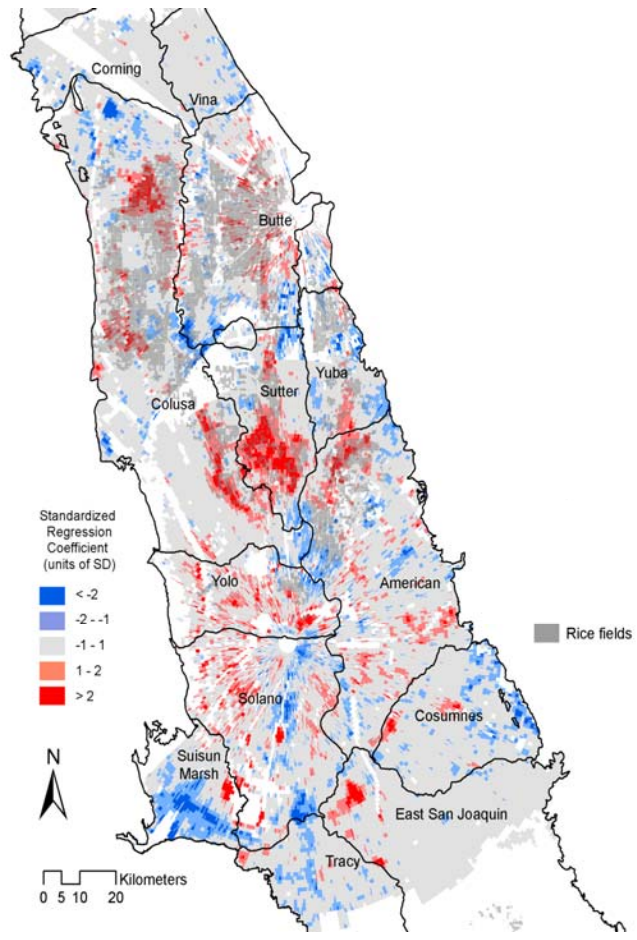 Corning
Vina
Butte
Yuba
Sutter
Colusa
Standardized
Regression
Coefficient
(units of SD)
< -2
-2 - -1
-1 - 1
1 - 2
> 2
Yolo
American
Rice fields
Solano
Cosumnes
Suisun
Marsh
N
East San Joaquin
Tracy
Kilometers
0 5 10 20